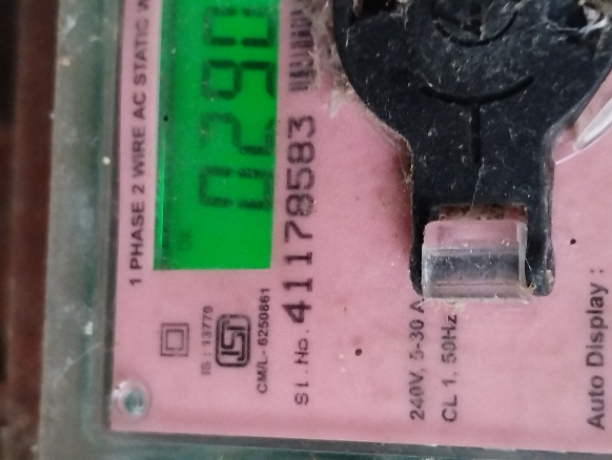 1 PHASE 2 WIRE AC STATIC
0290
IS : 13779
CM/L- 6250861
Sl.No. 41178583
240V, 5-30 A
CL 1, 50Hz
Auto Display :